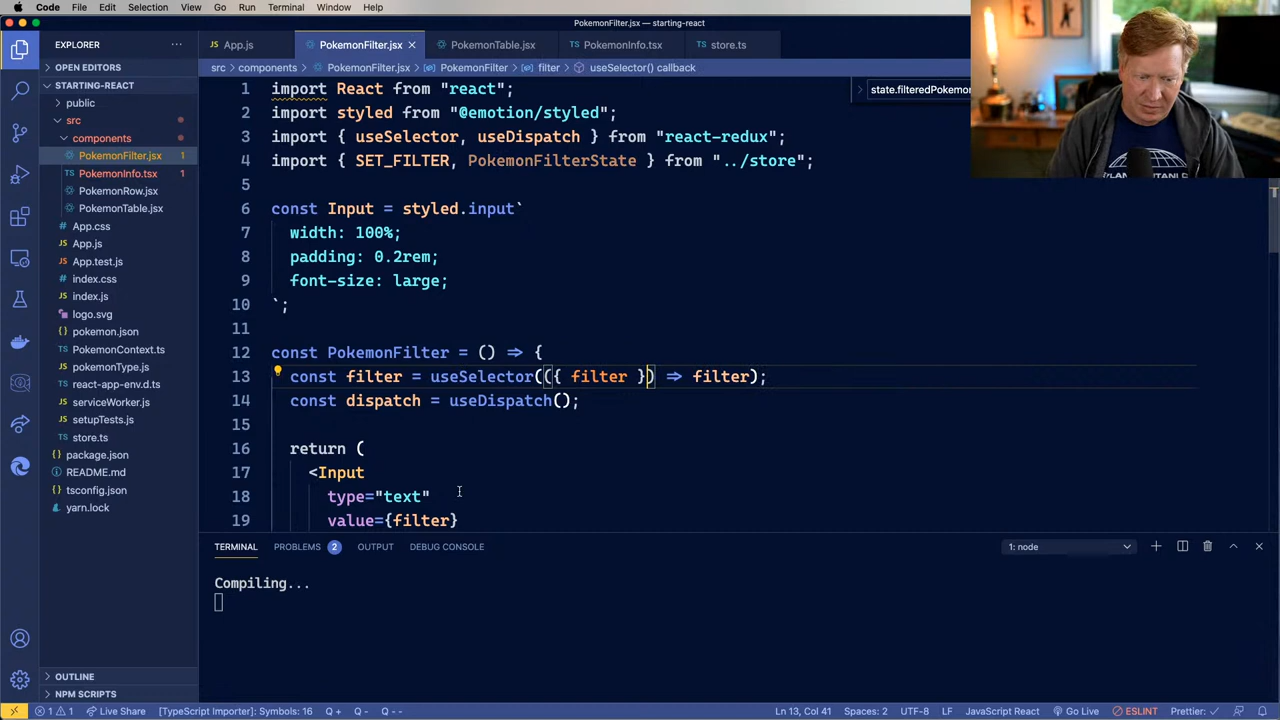 Code File Edit Selection View Go Run Terminal Window Help
PokemonFilter.jsx — starting-react
EXPLORER
App.js
PokemonFilter.jsx
PokemonTable.jsx
PokemonInfo.tsx
store.ts
OPEN EDITORS
src > components > PokemonFilter.jsx > PokemonFilter > filter > useSelector() callback
STARTING-REACT
public
src
components
PokemonFilter.jsx 1
PokemonInfo.tsx 1
PokemonRow.jsx
PokemonTable.jsx
App.css
App.js
App.test.js
index.css
index.js
logo.svg
pokemon.json
PokemonContext.ts
pokemonType.js
react-app-env.d.ts
serviceWorker.js
setupTests.js
store.ts
package.json
README.md
tsconfig.json
yarn.lock
OUTLINE
NPM SCRIPTS
state.filteredPokemon
1 import React from "react";
2 import styled from "@emotion/styled";
3 import { useSelector, useDispatch } from "react-redux";
4 import { SET_FILTER, PokemonFilterState } from "../store";
5
6 const Input = styled.input`
7 width: 100%;
8 padding: 0.2rem;
9 font-size: large;
10 `;
11
12 const PokemonFilter = () => {
13 const filter = useSelector(({ filter }) => filter);
14 const dispatch = useDispatch();
15
16 return (
17 <Input
18 type="text"
19 value={filter}
TERMINAL PROBLEMS 2 OUTPUT DEBUG CONSOLE
1: node
Compiling...
1 1 Live Share [TypeScript Importer]: Symbols: 16 Q + Q - Q -- Ln 13, Col 41 Spaces: 2 UTF-8 LF JavaScript React Go Live ESLINT Prettier: ✓